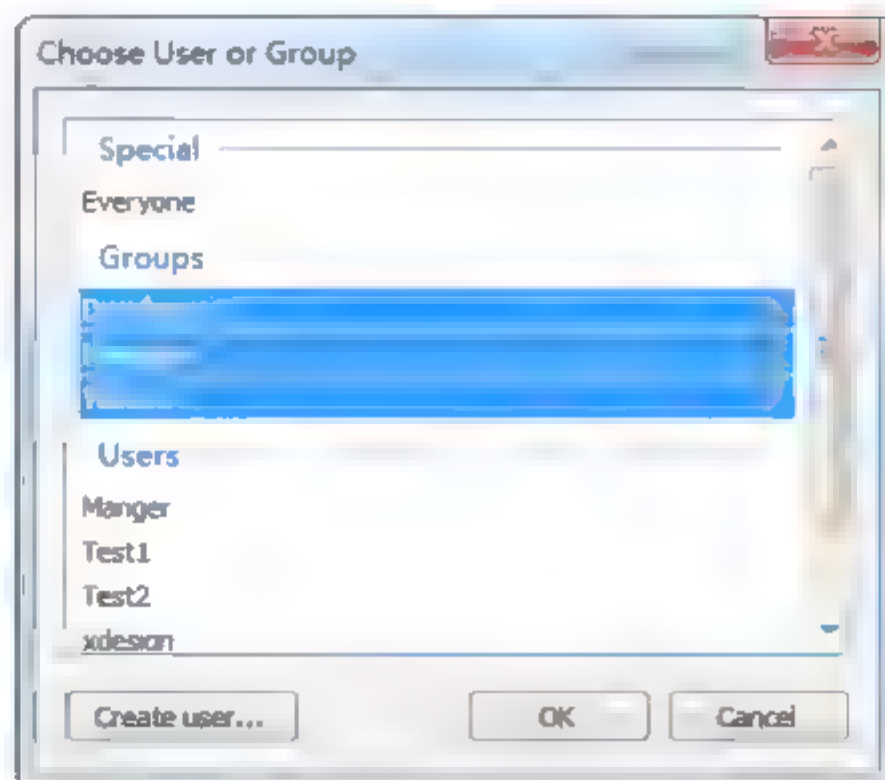 Choose User or Group
Special
Everyone
Groups
Users
Manger
Test1
Test2
xdesign
Create user...
OK
Cancel